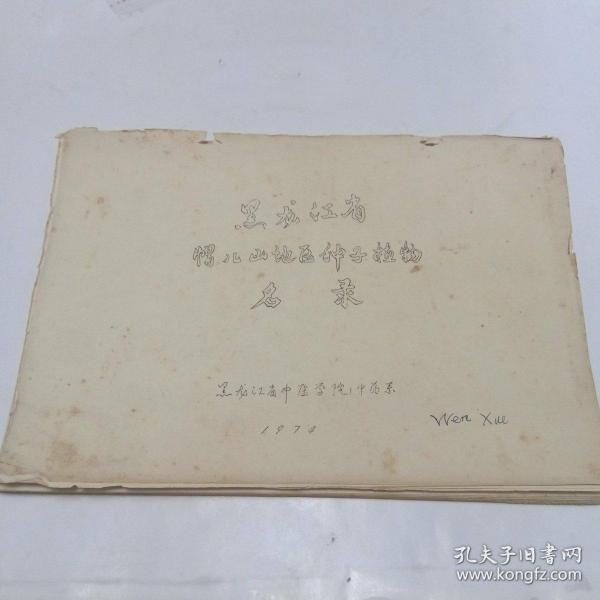 黑龙江省
帽儿山地区种子植物
名录
黑龙江省中医学院中药系
1974
Wen Xue
孔夫子旧书网
www.kongfz.com